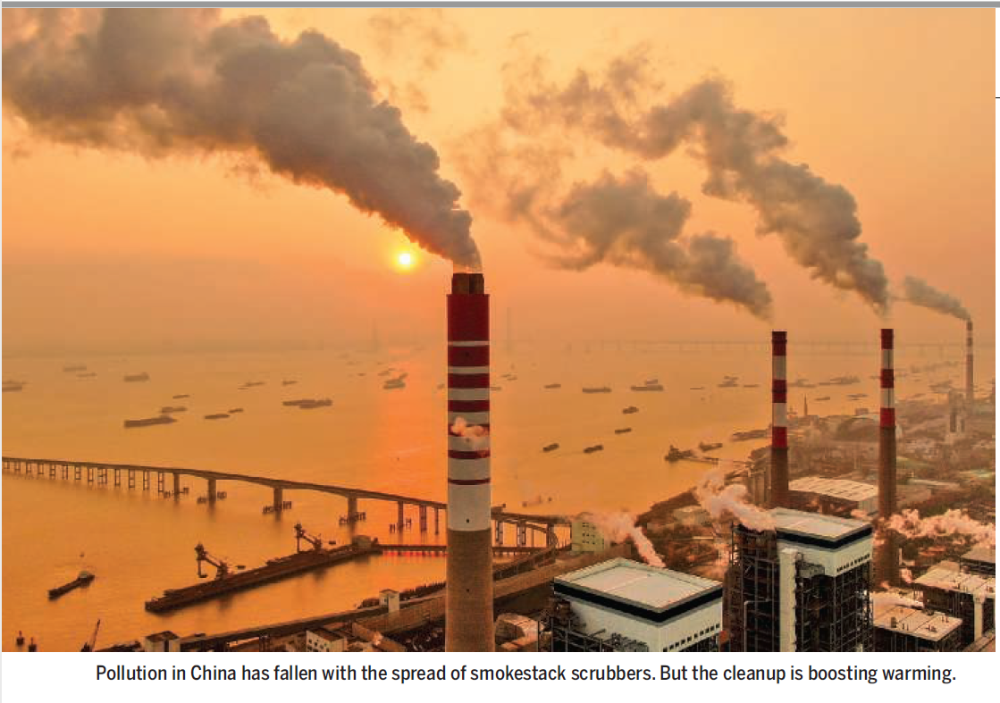 Pollution in China has fallen with the spread of smokestack scrubbers. But the cleanup is boosting warming.